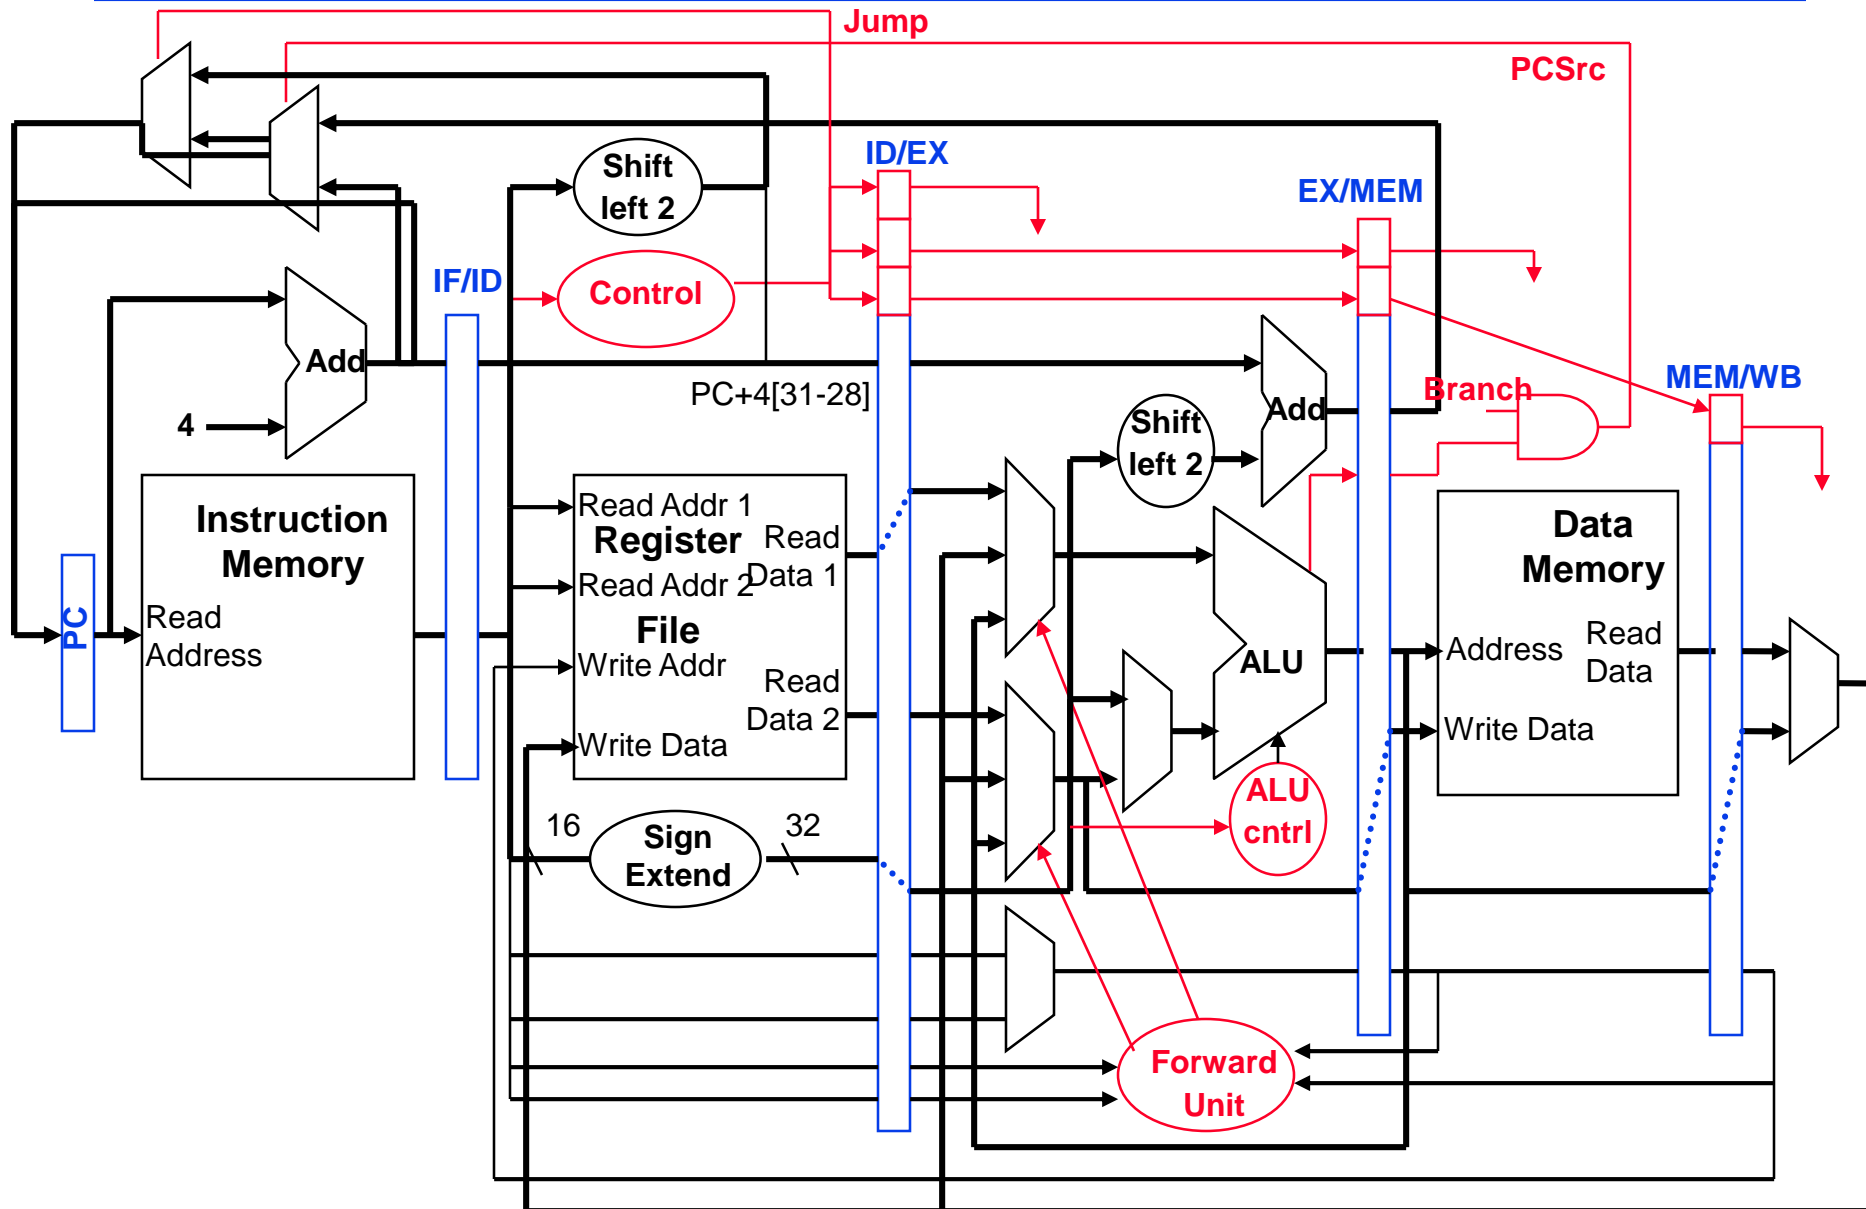 Jump
PCSrc
Shift
left 2
ID/EX
EX/MEM
IF/ID
Control
Add
PC+4[31-28]
4
Branch
MEM/WB
Shift
left 2
Add
Instruction
Memory
Read
Address
PC
Read Addr 1
Register
Read
Data 1
Read Addr 2
File
Write Addr
Read
Data 2
Write Data
ALU
ALU
cntrl
Data
Memory
Address
Read
Data
Write Data
16
Sign
Extend
32
Forward
Unit